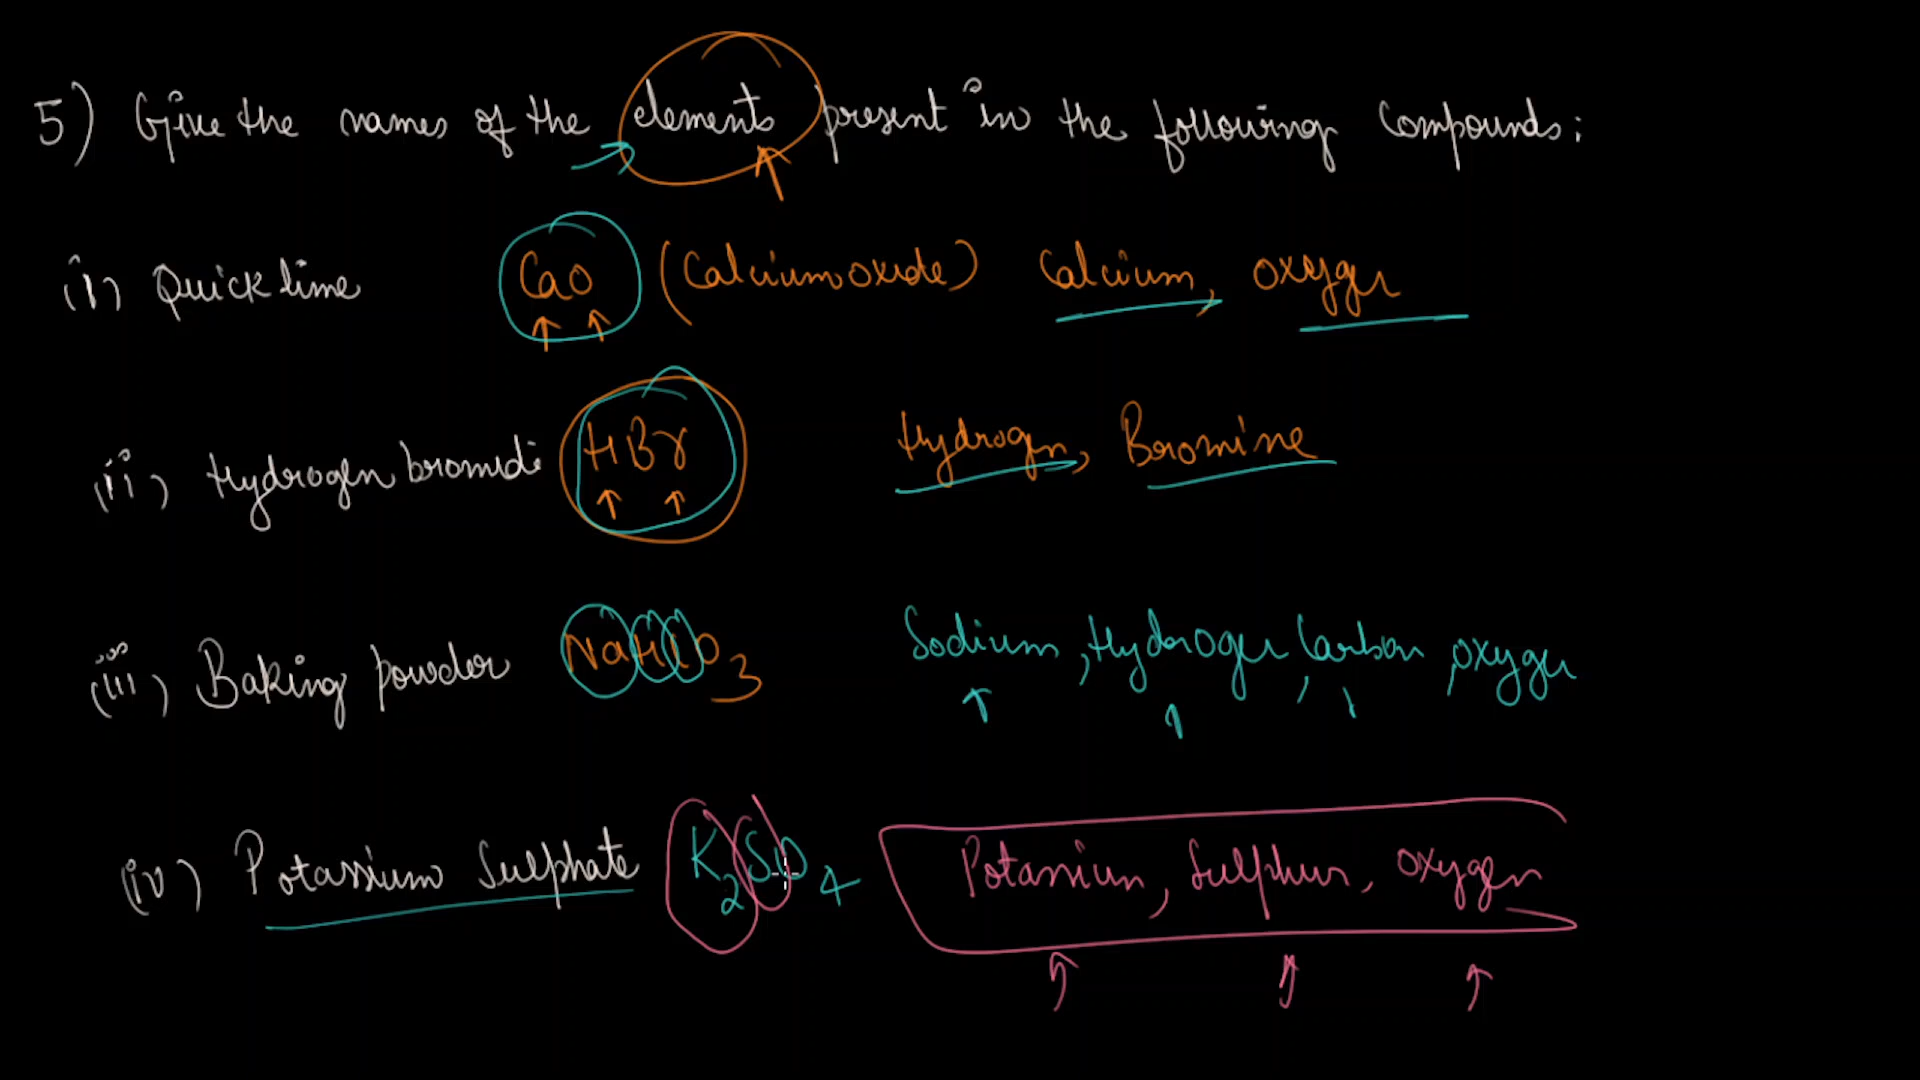 5) Give the names of the elements present in the following compounds:
(i) Quick lime CaO (Calcium oxide) Calcium, oxygen
(ii) Hydrogen bromide HBr Hydrogen, Bromine
(iii) Baking powder NaHCO3 Sodium, Hydrogen, Carbon, oxygen
(iv) Potassium Sulphate K2SO4 Potassium, Sulphur, oxygen